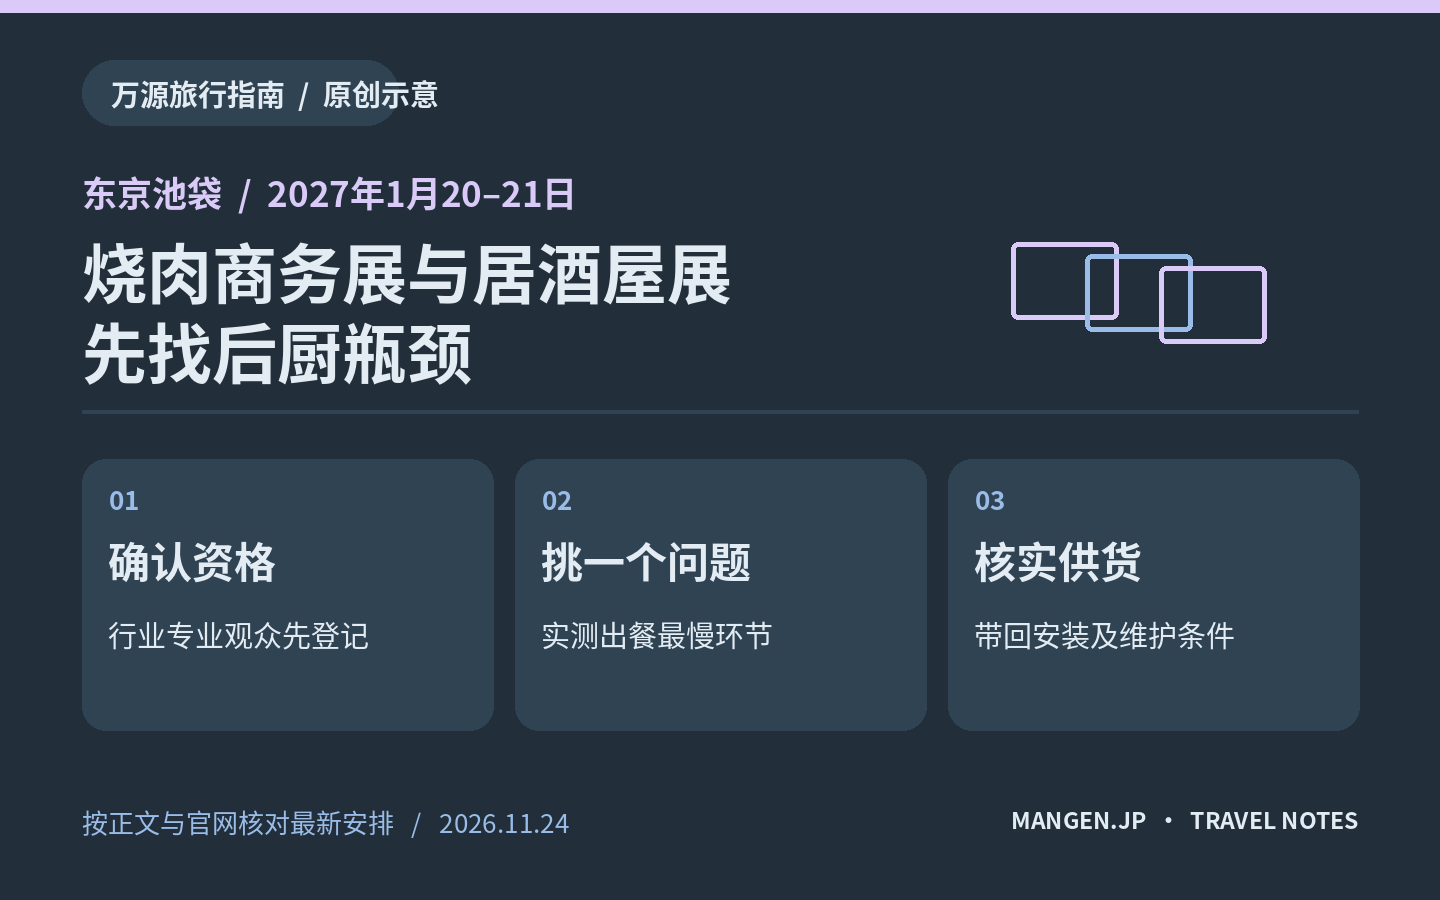 万源旅行指南 / 原创示意
东京池袋 / 2027年1月20–21日
烧肉商务展与居酒屋展
先找后厨瓶颈
01
确认资格
行业专业观众先登记
02
挑一个问题
实测出餐最慢环节
03
核实供货
带回安装及维护条件
按正文与官网核对最新安排 / 2026.11.24
MANGEN.JP • TRAVEL NOTES